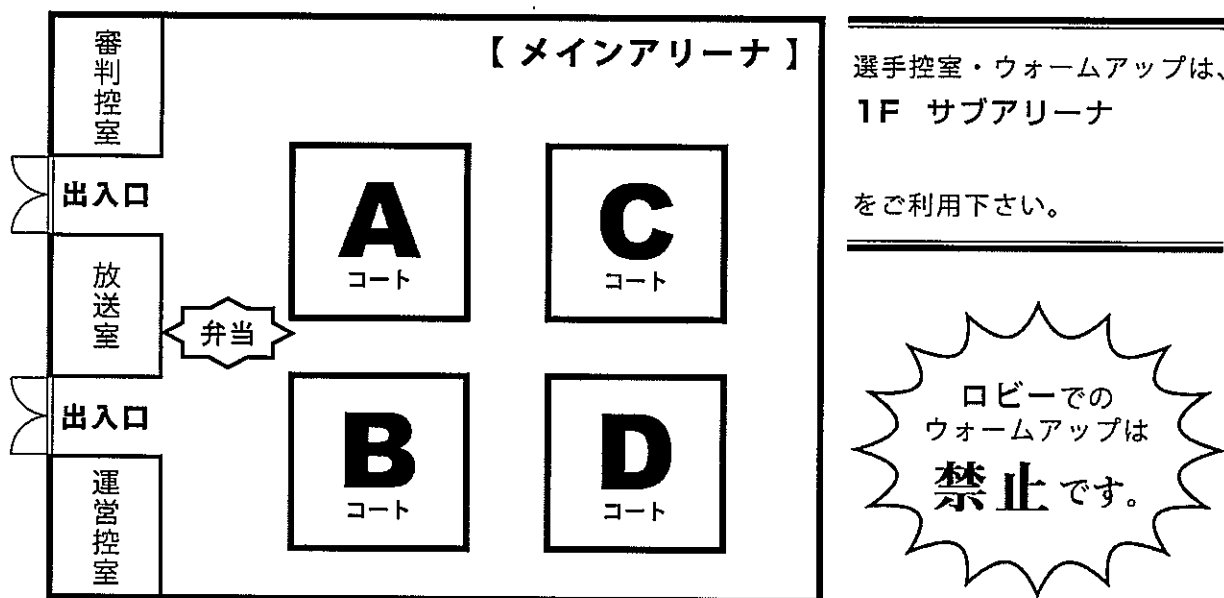 【メインアリーナ】
審判控室
出入口
放送室
弁当
出入口
運営控室
A
コート
C
コート
B
コート
D
コート
選手控室・ウォームアップは、
1F サブアリーナ
をご利用下さい。
ロビーでの
ウォームアップは
禁止です。